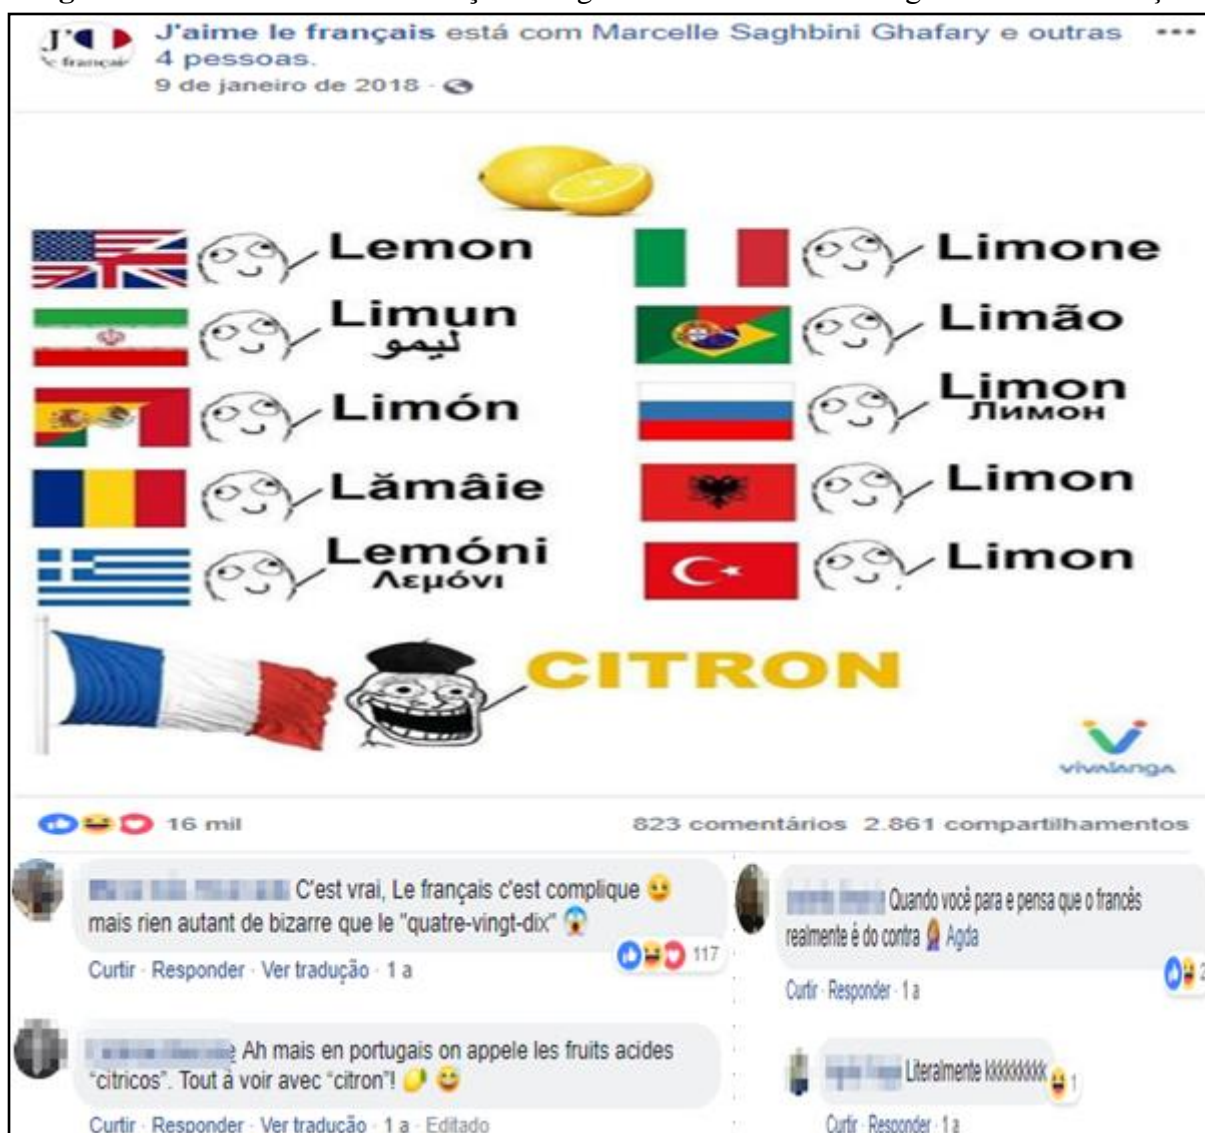 J'aime le français está com Marcelle Saghbini Ghafary e outras
4 pessoas.
9 de janeiro de 2018
J'
le français
Lemon
Limone
Limun
ليمو
Limão
Limón
Limon
Лимон
Lămâie
Limon
Lemóni
Λεμόνι
Limon
CITRON
vivalanga
16 mil
823 comentários 2.861 compartilhamentos
C'est vrai, Le français c'est complique
mais rien autant de bizarre que le "quatre-vingt-dix"
117
Curtir · Responder · Ver tradução · 1 a
Ah mais en portugais on appele les fruits acides
"citricos". Tout à voir avec "citron"!
Curtir · Responder · Ver tradução · 1 a · Editado
Quando você para e pensa que o francês
realmente é do contra Agda
2
Curtir · Responder · 1 a
Literalmente kkkkkkkkk
1
Curtir · Responder · 1 a